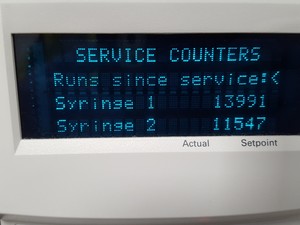 SERVICE COUNTERS
Runs since service:<
Syringe 1 13991
Syringe 2 11547
Actual Setpoint